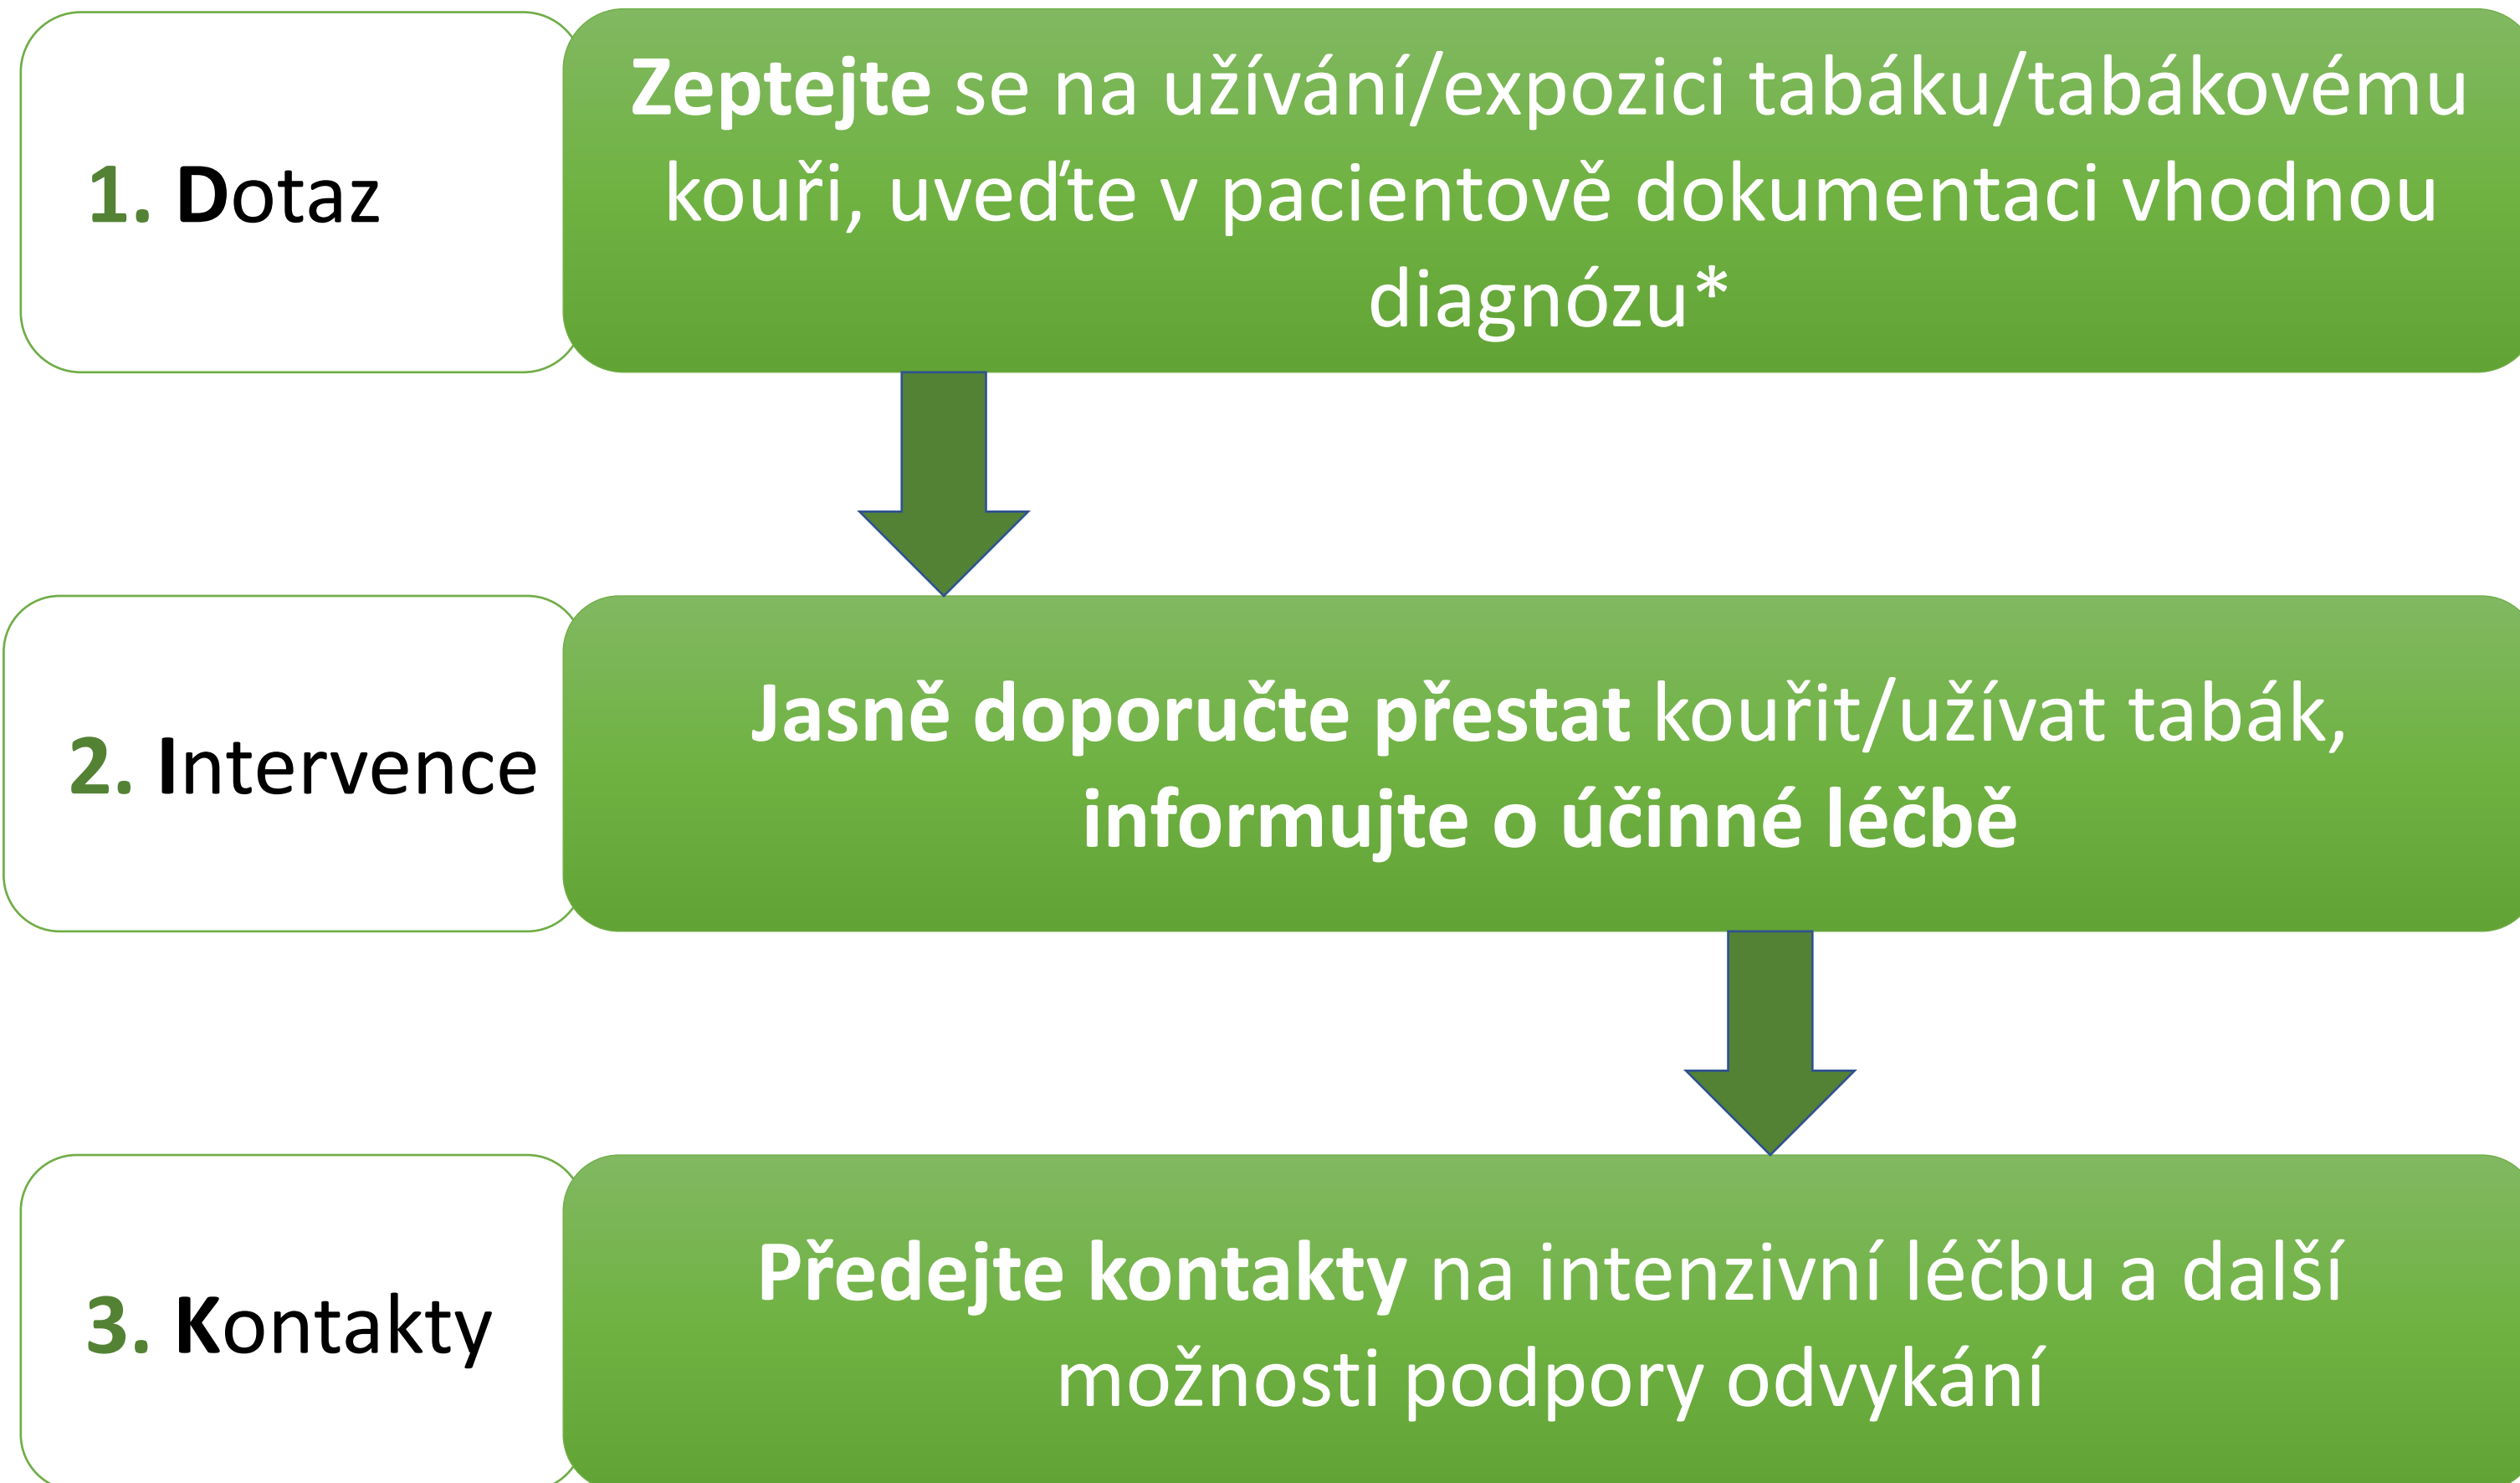 1. Dotaz
Zeptejte se na užívání/expozici tabáku/tabákovému
kouři, uveďte v pacientově dokumentaci vhodnou
diagnózu*
2. Intervence
Jasně doporučte přestat kouřit/užívat tabák,
informujte o účinné léčbě
3. Kontakty
Předejte kontakty na intenzivní léčbu a další
možnosti podpory odvykání